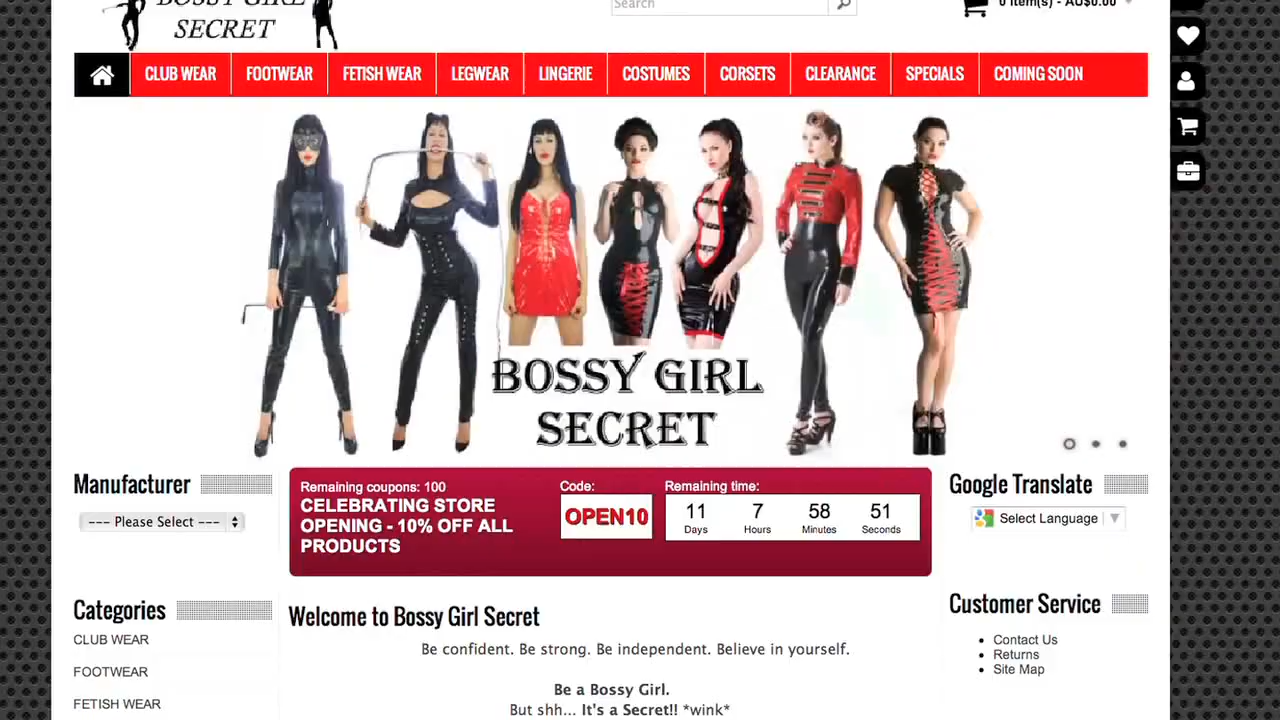 BOSSY GIRL
SECRET
Search
0 item(s) - AU$0.00
CLUB WEAR
FOOTWEAR
FETISH WEAR
LEGWEAR
LINGERIE
COSTUMES
CORSETS
CLEARANCE
SPECIALS
COMING SOON
BOSSY GIRL
SECRET
Manufacturer
--- Please Select ---
Categories
CLUB WEAR
FOOTWEAR
FETISH WEAR
Remaining coupons: 100
CELEBRATING STORE
OPENING - 10% OFF ALL
PRODUCTS
Code:
OPEN10
Remaining time:
11 7 58 51
Days Hours Minutes Seconds
Welcome to Bossy Girl Secret
Be confident. Be strong. Be independent. Believe in yourself.
Be a Bossy Girl.
But shh... It's a Secret!! *wink*
Google Translate
Select Language
Customer Service
Contact Us
Returns
Site Map